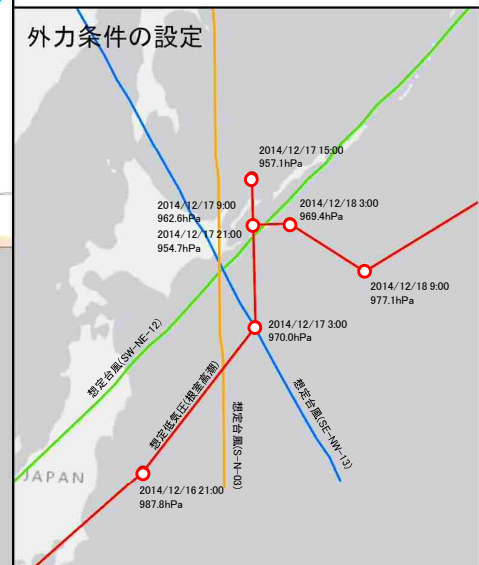 外力条件の設定
2014/12/17 15:00
957.1hPa
2014/12/17 9:00
962.6hPa
2014/12/17 21:00
954.7hPa
2014/12/18 3:00
969.4hPa
2014/12/18 9:00
977.1hPa
2014/12/17 3:00
970.0hPa
想定台風(SW-NE-12)
想定低気圧(根室高潮)
想定台風(S-N-03)
想定台風(SE-NW-13)
JAPAN
2014/12/16 21:00
987.8hPa